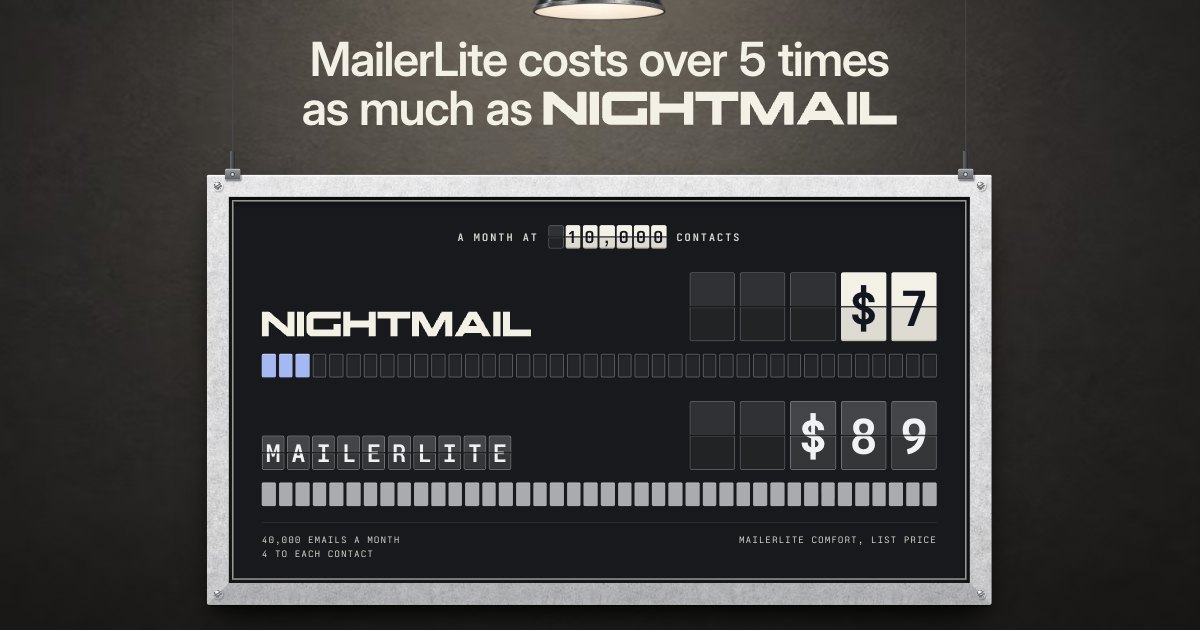 MailerLite costs over 5 times
as much as NIGHTMAIL
A MONTH AT 10,000 CONTACTS
NIGHTMAIL $7
MAILERLITE $89
40,000 EMAILS A MONTH
4 TO EACH CONTACT
MAILERLITE COMFORT, LIST PRICE